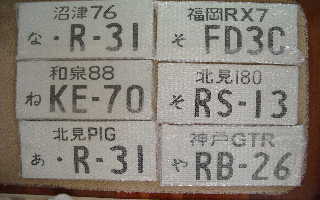 沼津76
な・R-31
福岡RX7
そ FD3C
和泉88
ね KE-70
北見180
そ RS-13
北見PIG
あ・R-31
神戸GTR
や RB-26